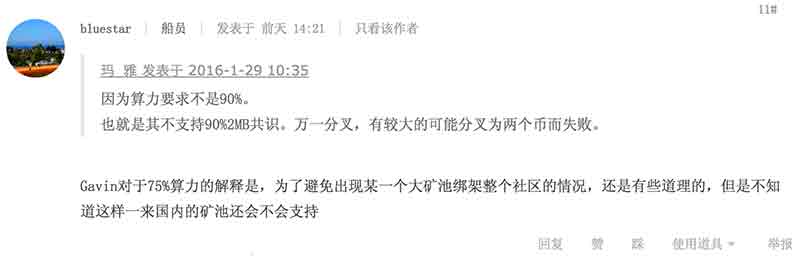 11#
bluestar | 船员 | 发表于 前天 14:21 | 只看该作者
玛_雅 发表于 2016-1-29 10:35
因为算力要求不是90%。
也就是其不支持90%2MB共识。万一分叉，有较大的可能分叉为两个币而失败。
Gavin对于75%算力的解释是，为了避免出现某一个大矿池绑架整个社区的情况，还是有些道理的，但是不知
道这样一来国内的矿池还会不会支持
回复 赞 踩 使用道具 举报